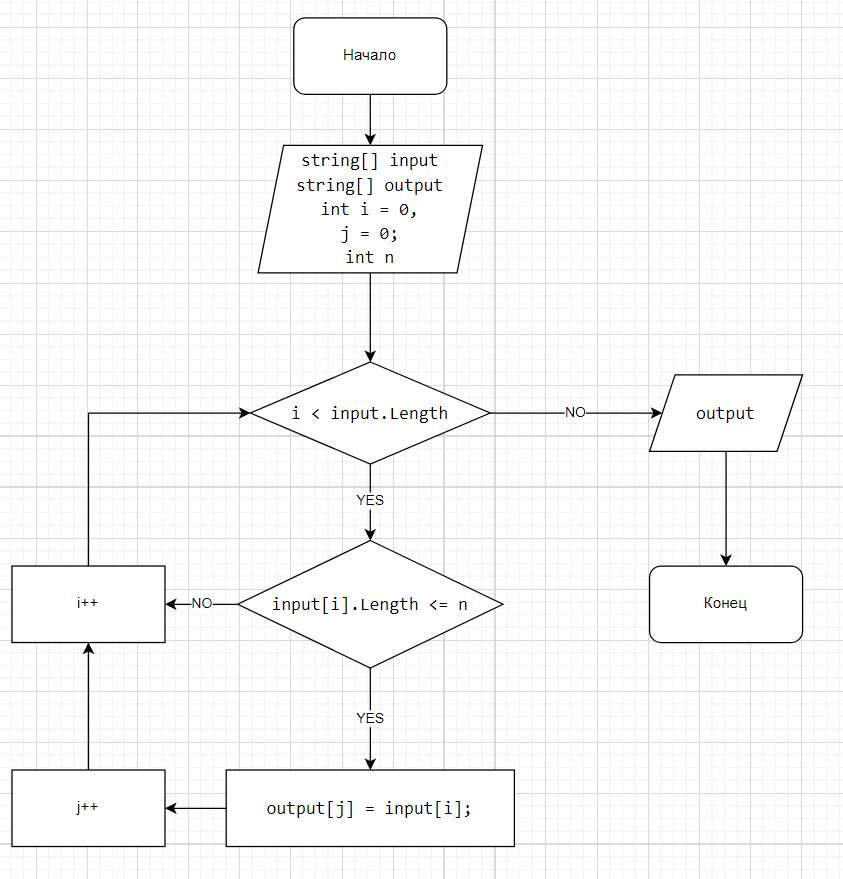 Начало
string[] input
string[] output
int i = 0,
j = 0;
int n
i < input.Length
NO
output
YES
i++
NO
input[i].Length <= n
Конец
YES
j++
output[j] = input[i];